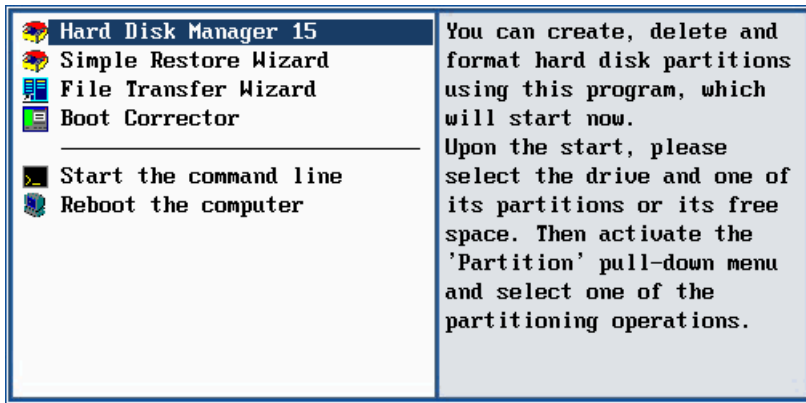 Hard Disk Manager 15
Simple Restore Wizard
File Transfer Wizard
Boot Corrector
Start the command line
Reboot the computer
You can create, delete and
format hard disk partitions
using this program, which
will start now.
Upon the start, please
select the drive and one of
its partitions or its free
space. Then activate the
'Partition' pull-down menu
and select one of the
partitioning operations.